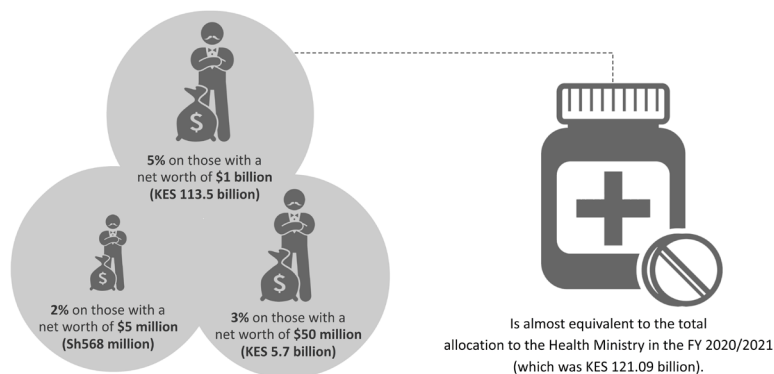 $
5% on those with a
net worth of $1 billion
(KES 113.5 billion)
$
2% on those with a
net worth of $5 million
(Sh568 million)
$
3% on those with a
net worth of $50 million
(KES 5.7 billion)
Is almost equivalent to the total
allocation to the Health Ministry in the FY 2020/2021
(which was KES 121.09 billion).